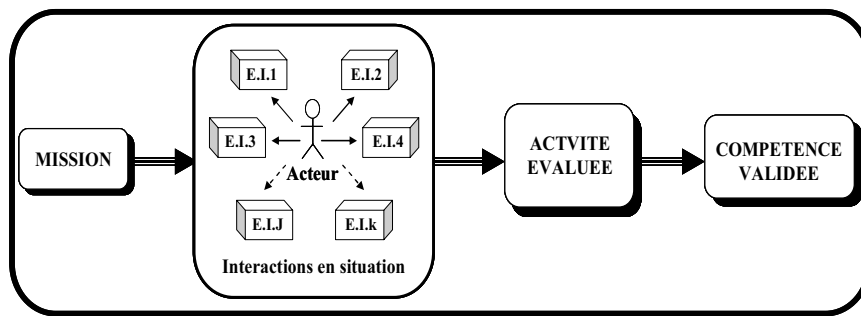 MISSION
E.I.1
E.I.2
E.I.3
E.I.4
Acteur
E.I.J
E.I.k
Interactions en situation
ACTVITE
EVALUEE
COMPETENCE
VALIDEE